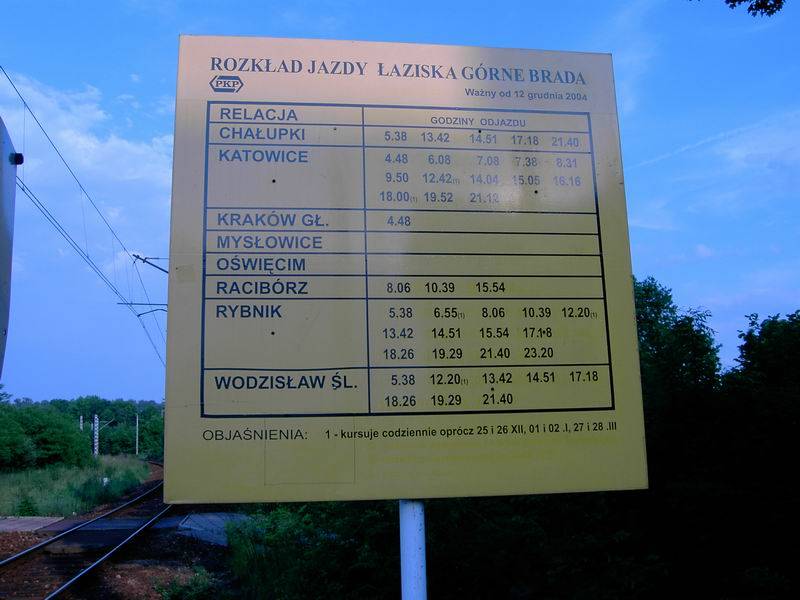 ROZKŁAD JAZDY ŁAZISKA GÓRNE BRADA
PKP
Ważny od 12 grudnia 2004
RELACJA GODZINY ODJAZDU
CHAŁUPKI 5.38 13.42 14.51 17.18 21.40
KATOWICE 4.48 6.08 7.08 7.38 8.31
9.50 12.42(1) 14.04 15.05 16.16
18.00(1) 19.52 21.12
KRAKÓW GŁ. 4.48
MYSŁOWICE
OŚWIĘCIM
RACIBÓRZ 8.06 10.39 15.54
RYBNIK 5.38 6.55(1) 8.06 10.39 12.20(1)
13.42 14.51 15.54 17.18
18.26 19.29 21.40 23.20
WODZISŁAW ŚL. 5.38 12.20(1) 13.42 14.51 17.18
18.26 19.29 21.40
OBJAŚNIENIA: 1 - kursuje codziennie oprócz 25 i 26 XII, 01 i 02 .I, 27 i 28 .III